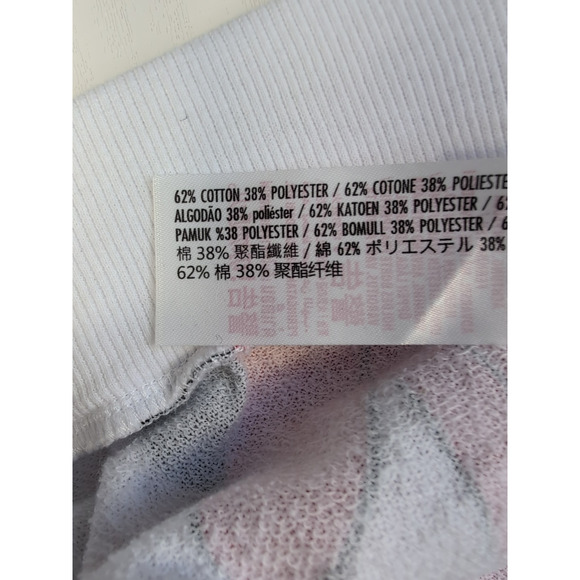 62% COTTON 38% POLYESTER / 62% COTONE 38% POLIESTE
ALGODÃO 38% poliéster / 62% KATOEN 38% POLYESTER / 62
PAMUK %38 POLYESTER / 62% BOMULL 38% POLYESTER / 6
棉 38% 聚酯纖維 / 綿 62% ポリエステル 38%
62% 棉 38% 聚酯纤维